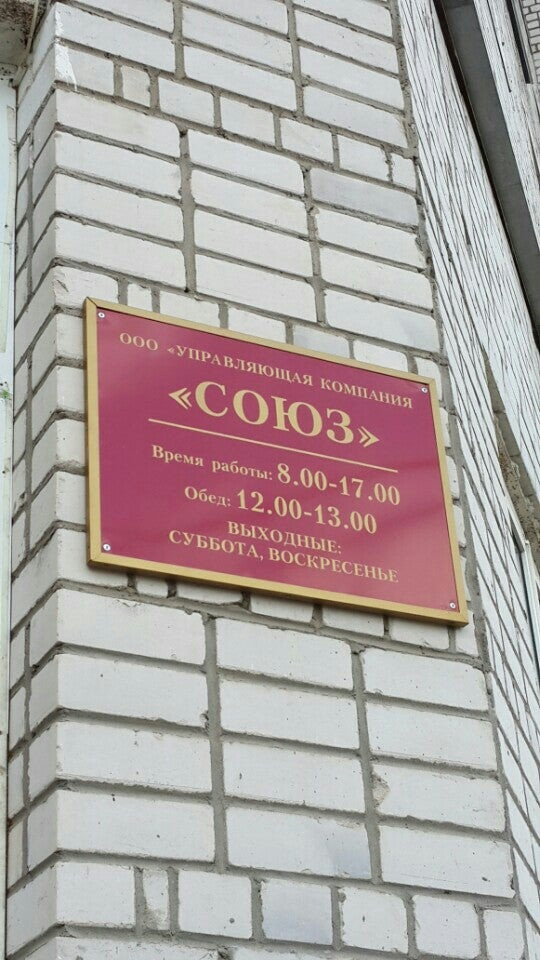 ООО «УПРАВЛЯЮЩАЯ КОМПАНИЯ
«СОЮЗ»
Время работы: 8.00-17.00
Обед: 12.00-13.00
ВЫХОДНЫЕ:
СУББОТА, ВОСКРЕСЕНЬЕ